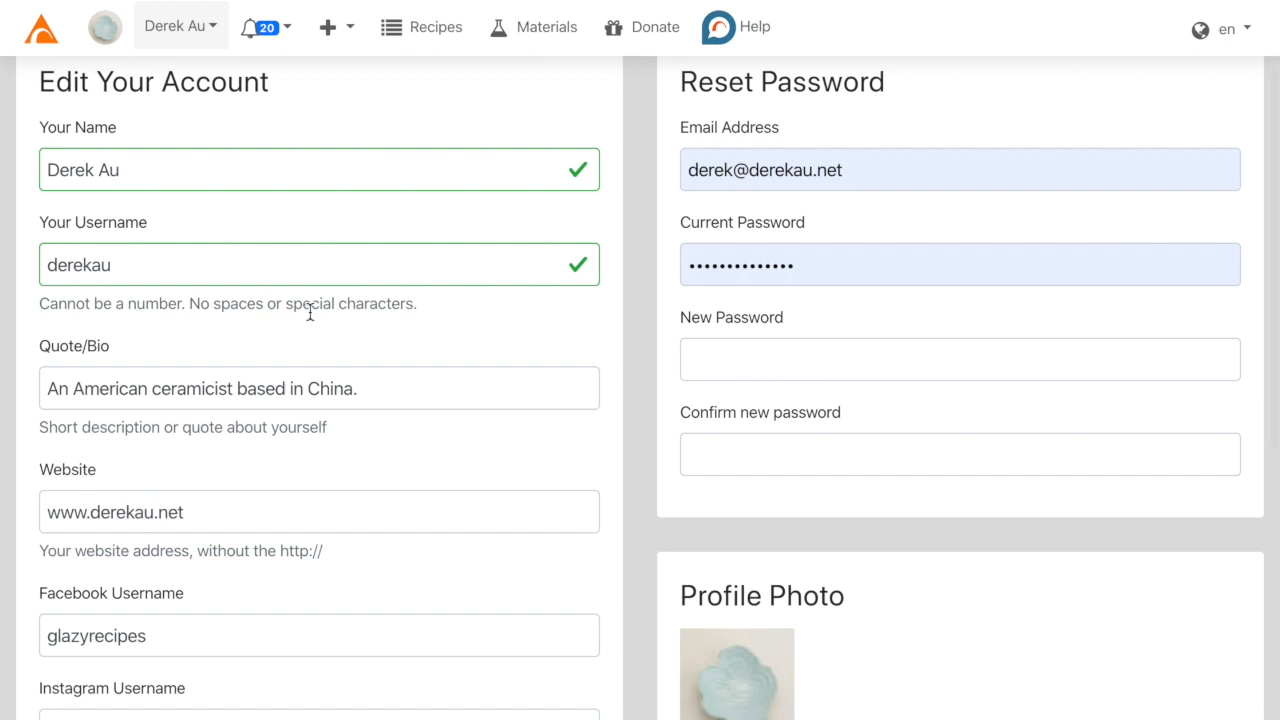 Derek Au
20
Recipes
Materials
Donate
Help
en
Edit Your Account
Your Name
Derek Au
Your Username
derekau
Cannot be a number. No spaces or special characters.
Quote/Bio
An American ceramicist based in China.
Short description or quote about yourself
Website
www.derekau.net
Your website address, without the http://
Facebook Username
glazyrecipes
Instagram Username
Reset Password
Email Address
derek@derekau.net
Current Password
••••••••••••••
New Password
Confirm new password
Profile Photo